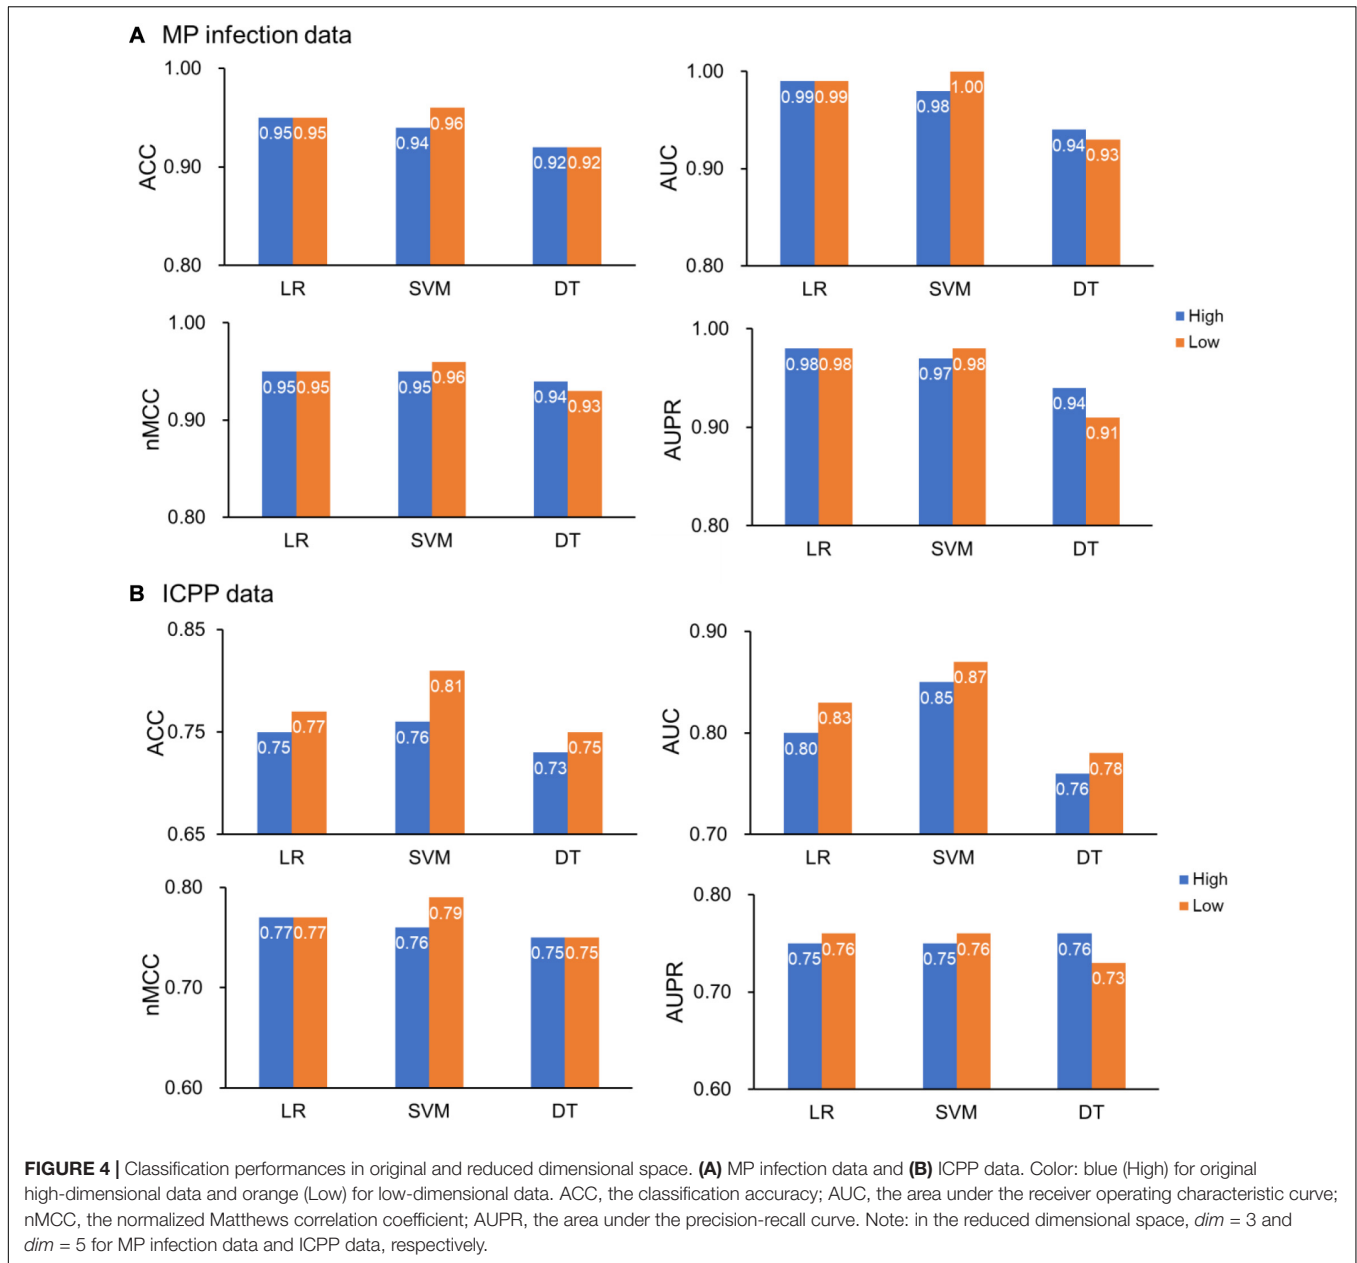 A MP infection data
1.00
0.90
0.80
ACC
0.95 0.95
0.94 0.96
0.92 0.92
LR SVM DT
1.00
0.90
0.80
AUC
0.99 0.99
0.98 1.00
0.94 0.93
LR SVM DT
1.00
0.90
0.80
nMCC
0.95 0.95
0.95 0.96
0.94 0.93
LR SVM DT
1.00
0.90
0.80
AUPR
0.98 0.98
0.97 0.98
0.94 0.91
LR SVM DT
High
Low
B ICPP data
0.85
0.75
0.65
ACC
0.75 0.77
0.76 0.81
0.73 0.75
LR SVM DT
0.90
0.80
0.70
AUC
0.80 0.83
0.85 0.87
0.76 0.78
LR SVM DT
0.80
0.70
0.60
nMCC
0.77 0.77
0.76 0.79
0.75 0.75
LR SVM DT
0.80
0.70
0.60
AUPR
0.75 0.76
0.75 0.76
0.76 0.73
LR SVM DT
High
Low
FIGURE 4 | Classification performances in original and reduced dimensional space. (A) MP infection data and (B) ICPP data. Color: blue (High) for original
high-dimensional data and orange (Low) for low-dimensional data. ACC, the classification accuracy; AUC, the area under the receiver operating characteristic curve;
nMCC, the normalized Matthews correlation coefficient; AUPR, the area under the precision-recall curve. Note: in the reduced dimensional space, dim = 3 and
dim = 5 for MP infection data and ICPP data, respectively.